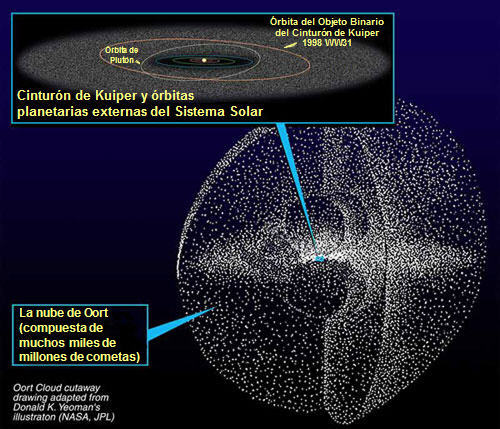 Órbita del Objeto Binario
del Cinturón de Kuiper
1998 WW31
Órbita de
Plutón
Cinturón de Kuiper y órbitas
planetarias externas del Sistema Solar
La nube de Oort
(compuesta de
muchos miles de
millones de cometas)
Oort Cloud cutaway
drawing adapted from
Donald K. Yeoman's
illustraton (NASA, JPL)